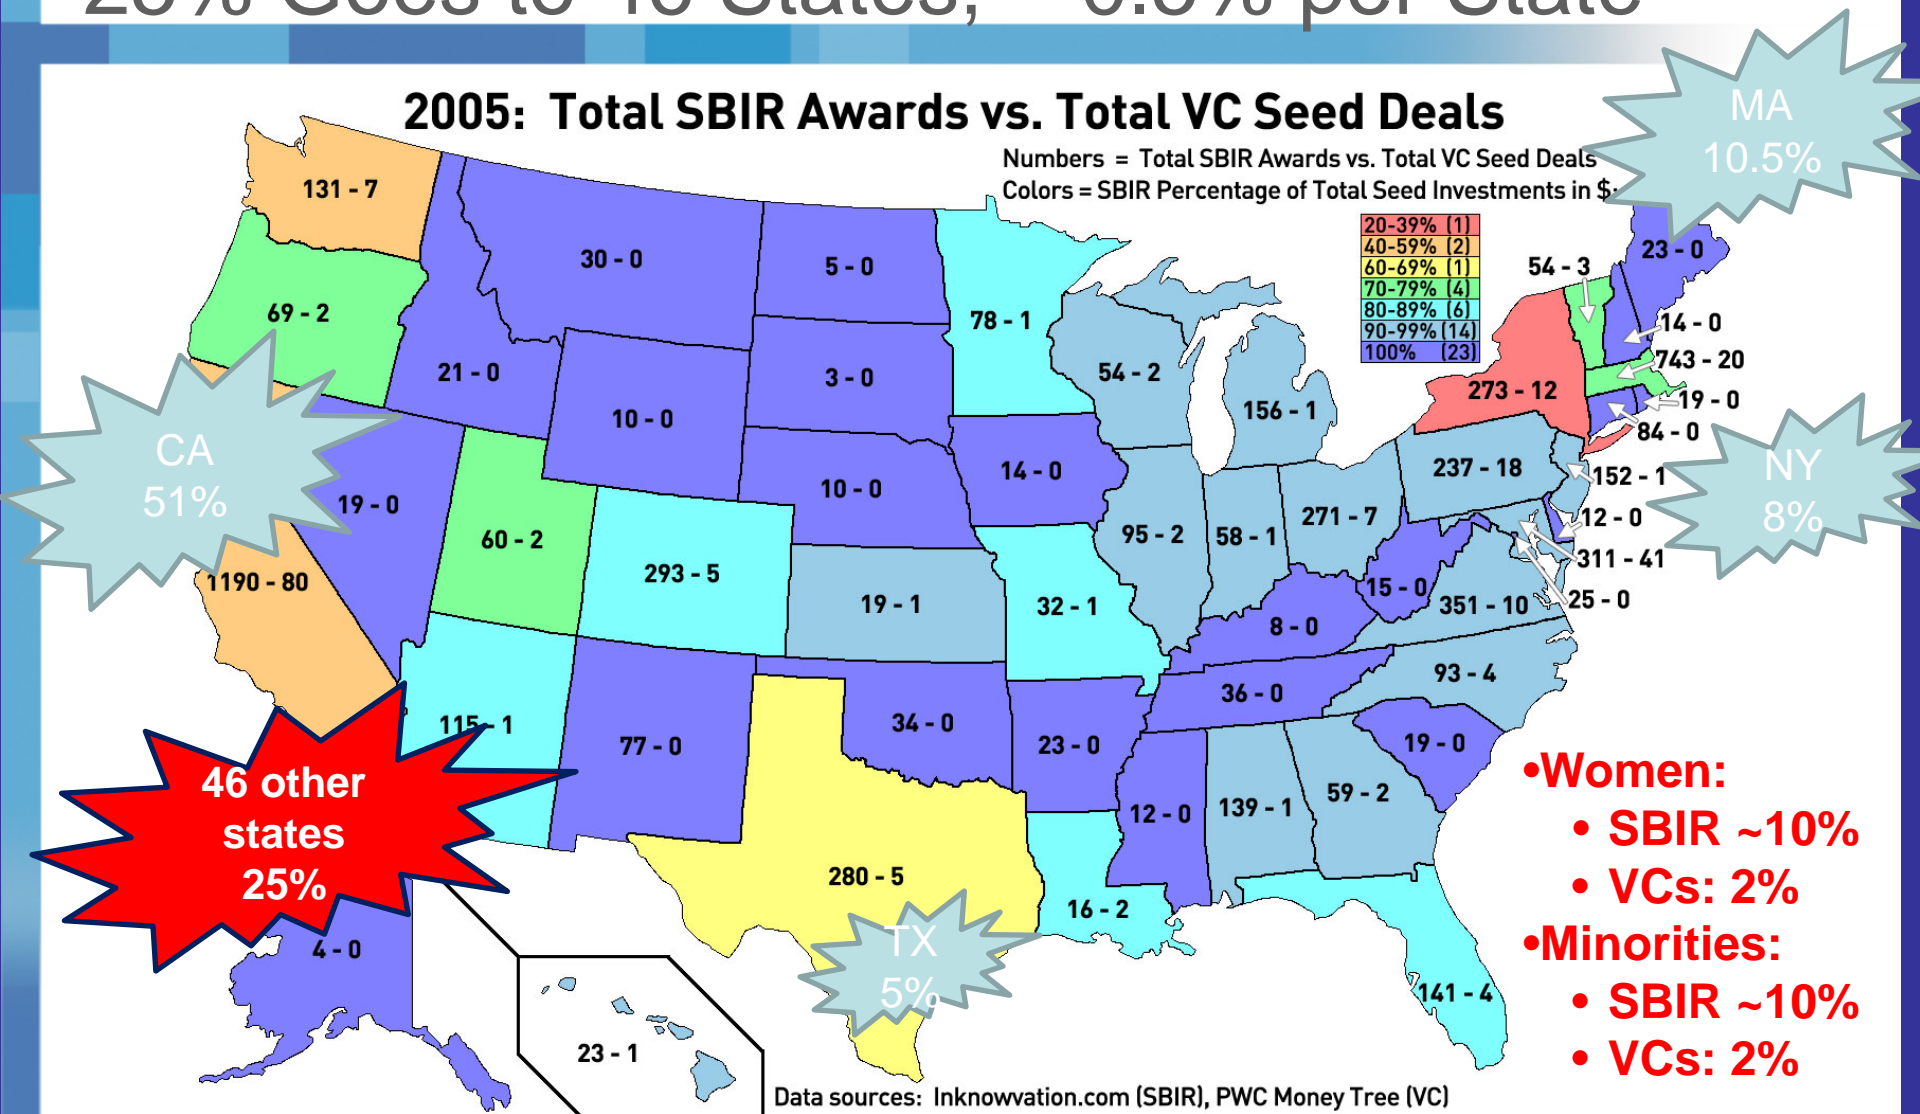 2005: Total SBIR Awards vs. Total VC Seed Deals
Numbers = Total SBIR Awards vs. Total VC Seed Deals
Colors = SBIR Percentage of Total Seed Investments in $
20-39% (1)
40-59% (2)
60-69% (1)
70-79% (4)
80-89% (6)
90-99% (14)
100% (23)
MA
10.5%
131 - 7
30 - 0
5 - 0
78 - 1
54 - 3
23 - 0
69 - 2
21 - 0
10 - 0
3 - 0
54 - 2
156 - 1
273 - 12
14 - 0
743 - 20
19 - 0
84 - 0
CA
51%
19 - 0
60 - 2
293 - 5
10 - 0
14 - 0
95 - 2
58 - 1
271 - 7
237 - 18
152 - 1
NY
8%
12 - 0
311 - 41
25 - 0
1190 - 80
19 - 1
32 - 1
15 - 0
351 - 10
8 - 0
93 - 4
36 - 0
115 - 1
77 - 0
34 - 0
23 - 0
19 - 0
12 - 0
139 - 1
59 - 2
280 - 5
16 - 2
141 - 4
46 other
states
25%
4 - 0
TX
5%
23 - 1
•Women:
• SBIR ~10%
• VCs: 2%
•Minorities:
• SBIR ~10%
• VCs: 2%
Data sources: Inknowvation.com (SBIR), PWC Money Tree (VC)